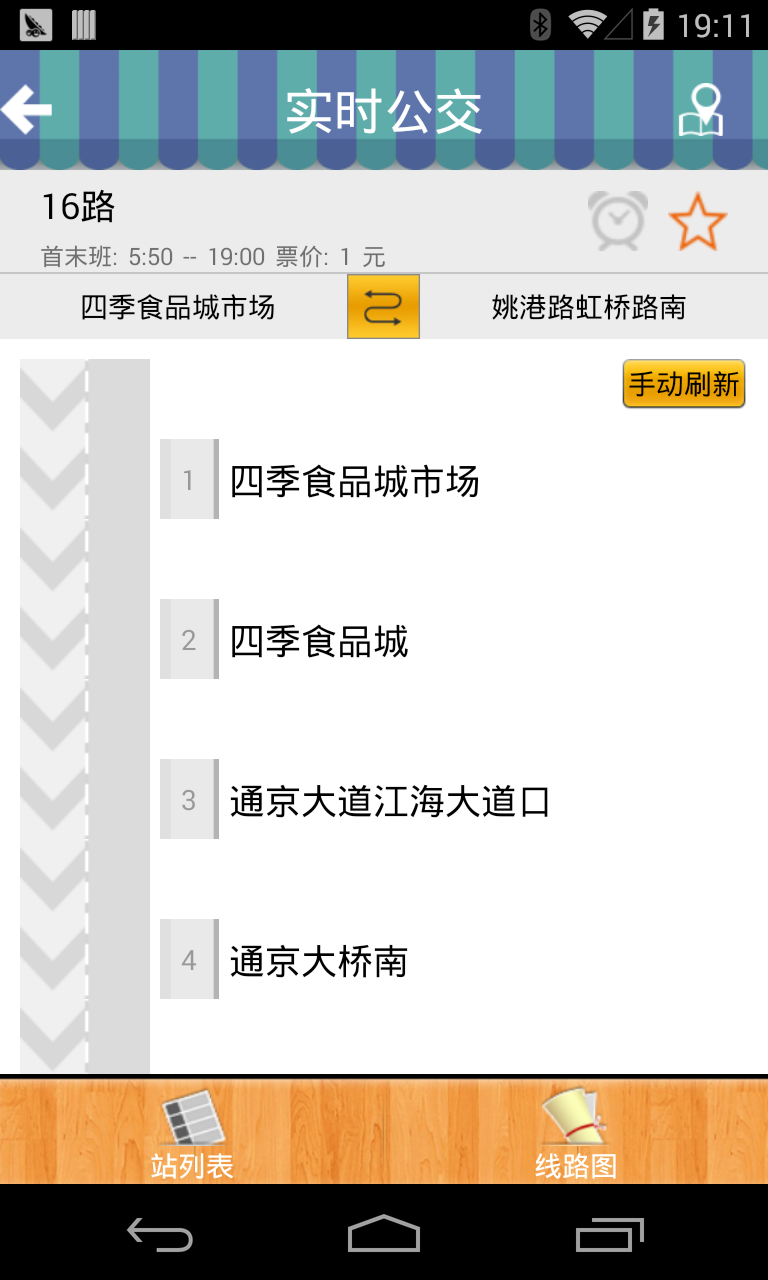 19:11
实时公交
16路
首末班: 5:50 -- 19:00 票价: 1 元
四季食品城市场 姚港路虹桥路南
手动刷新
1 四季食品城市场
2 四季食品城
3 通京大道江海大道口
4 通京大桥南
站列表 线路图